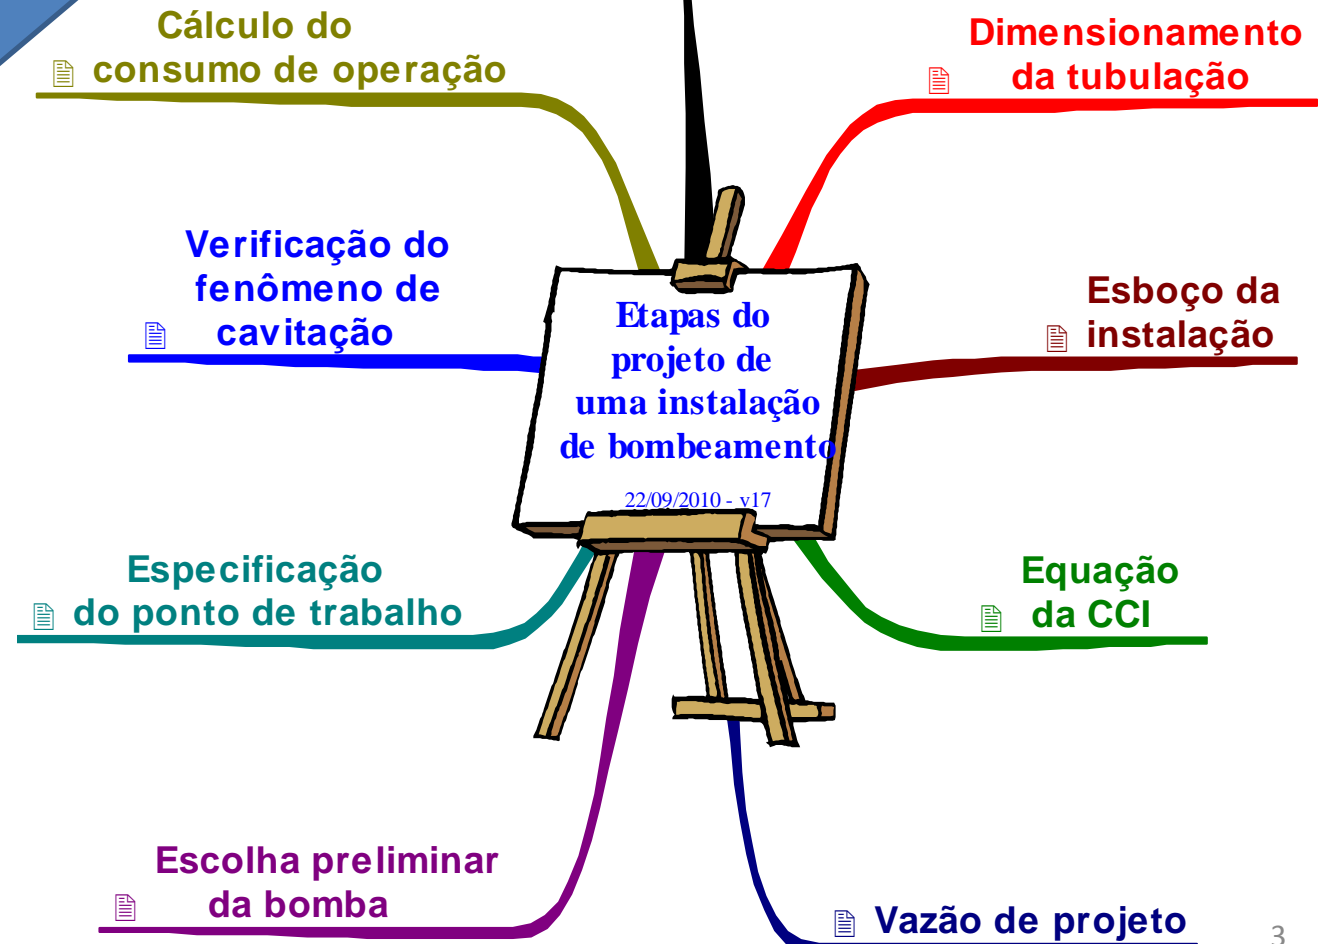 Cálculo do
consumo de operação
Dimensionamento
da tubulação
Verificação do
fenômeno de
cavitação
Etapas do
projeto de
uma instalação
de bombeamento
22/09/2010 - v17
Esboço da
instalação
Especificação
do ponto de trabalho
Equação
da CCI
Escolha preliminar
da bomba
Vazão de projeto
3